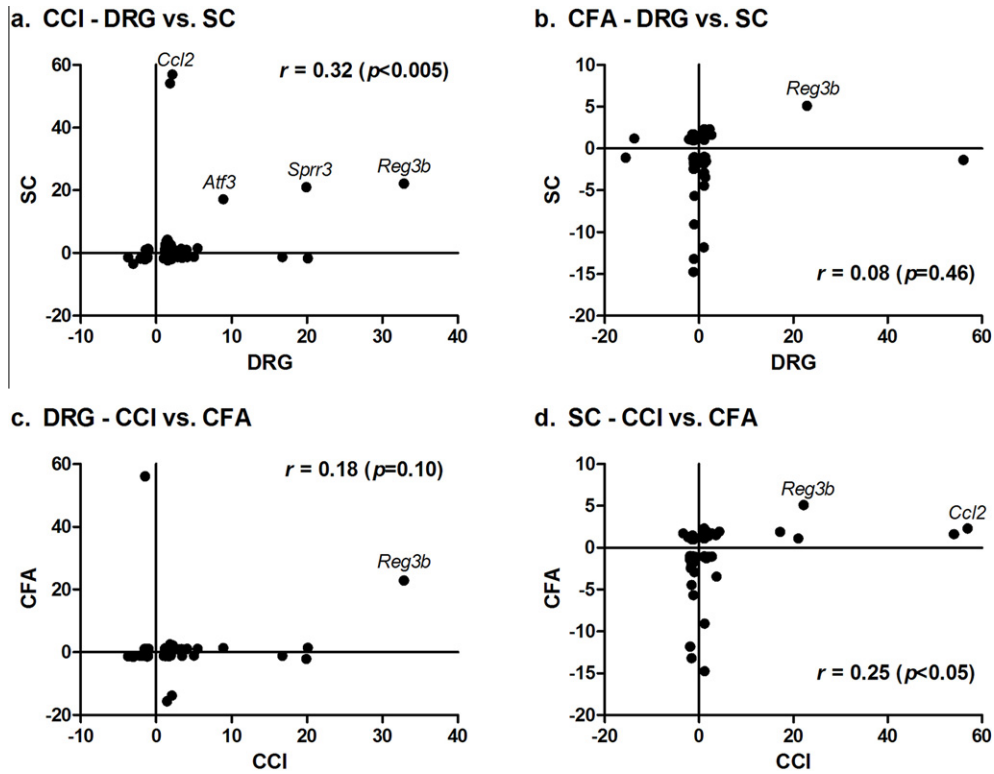 a. CCI - DRG vs. SC
60
40
20
0
-20
-10
0
10
20
30
40
SC
DRG
Ccl2
Atf3
Sprr3
Reg3b
r = 0.32 (p<0.005)
b. CFA - DRG vs. SC
10
5
0
-5
-10
-15
-20
-20
0
20
40
60
SC
DRG
Reg3b
r = 0.08 (p=0.46)
c. DRG - CCI vs. CFA
60
40
20
0
-20
-10
0
10
20
30
40
CFA
CCI
Reg3b
r = 0.18 (p=0.10)
d. SC - CCI vs. CFA
10
5
0
-5
-10
-15
-20
-20
0
20
40
60
CFA
CCI
Reg3b
Ccl2
r = 0.25 (p<0.05)